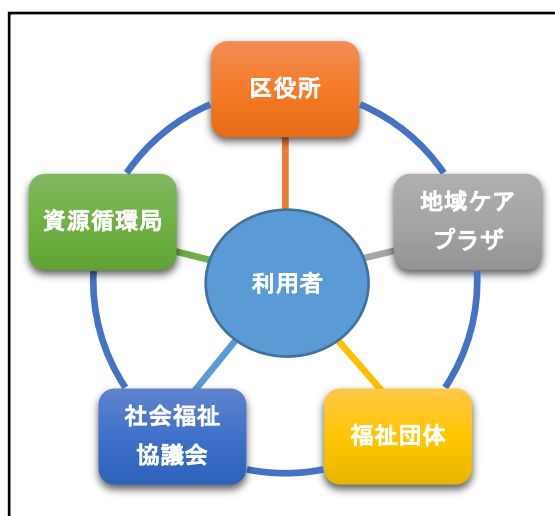 区役所
資源循環局
地域ケア
プラザ
利用者
社会福祉
協議会
福祉団体